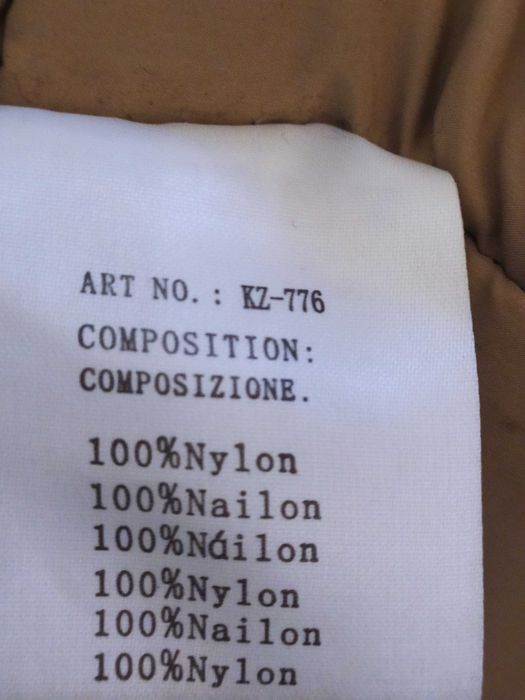 ART NO.: KZ-776
COMPOSITION:
COMPOSIZIONE.
100%Nylon
100%Nailon
100%Náilon
100%Nylon
100%Nailon
100%Nylon